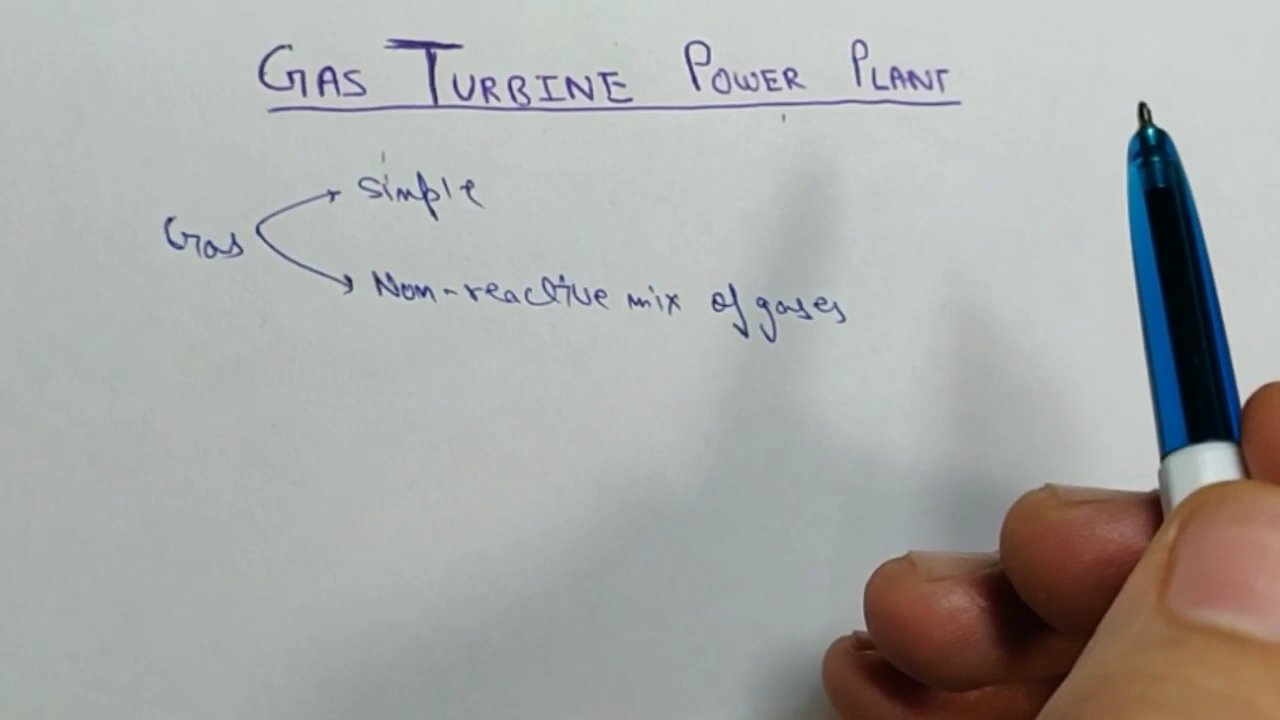 GAS TURBINE POWER PLANT
simple
Gas
Non-reactive mix of gases